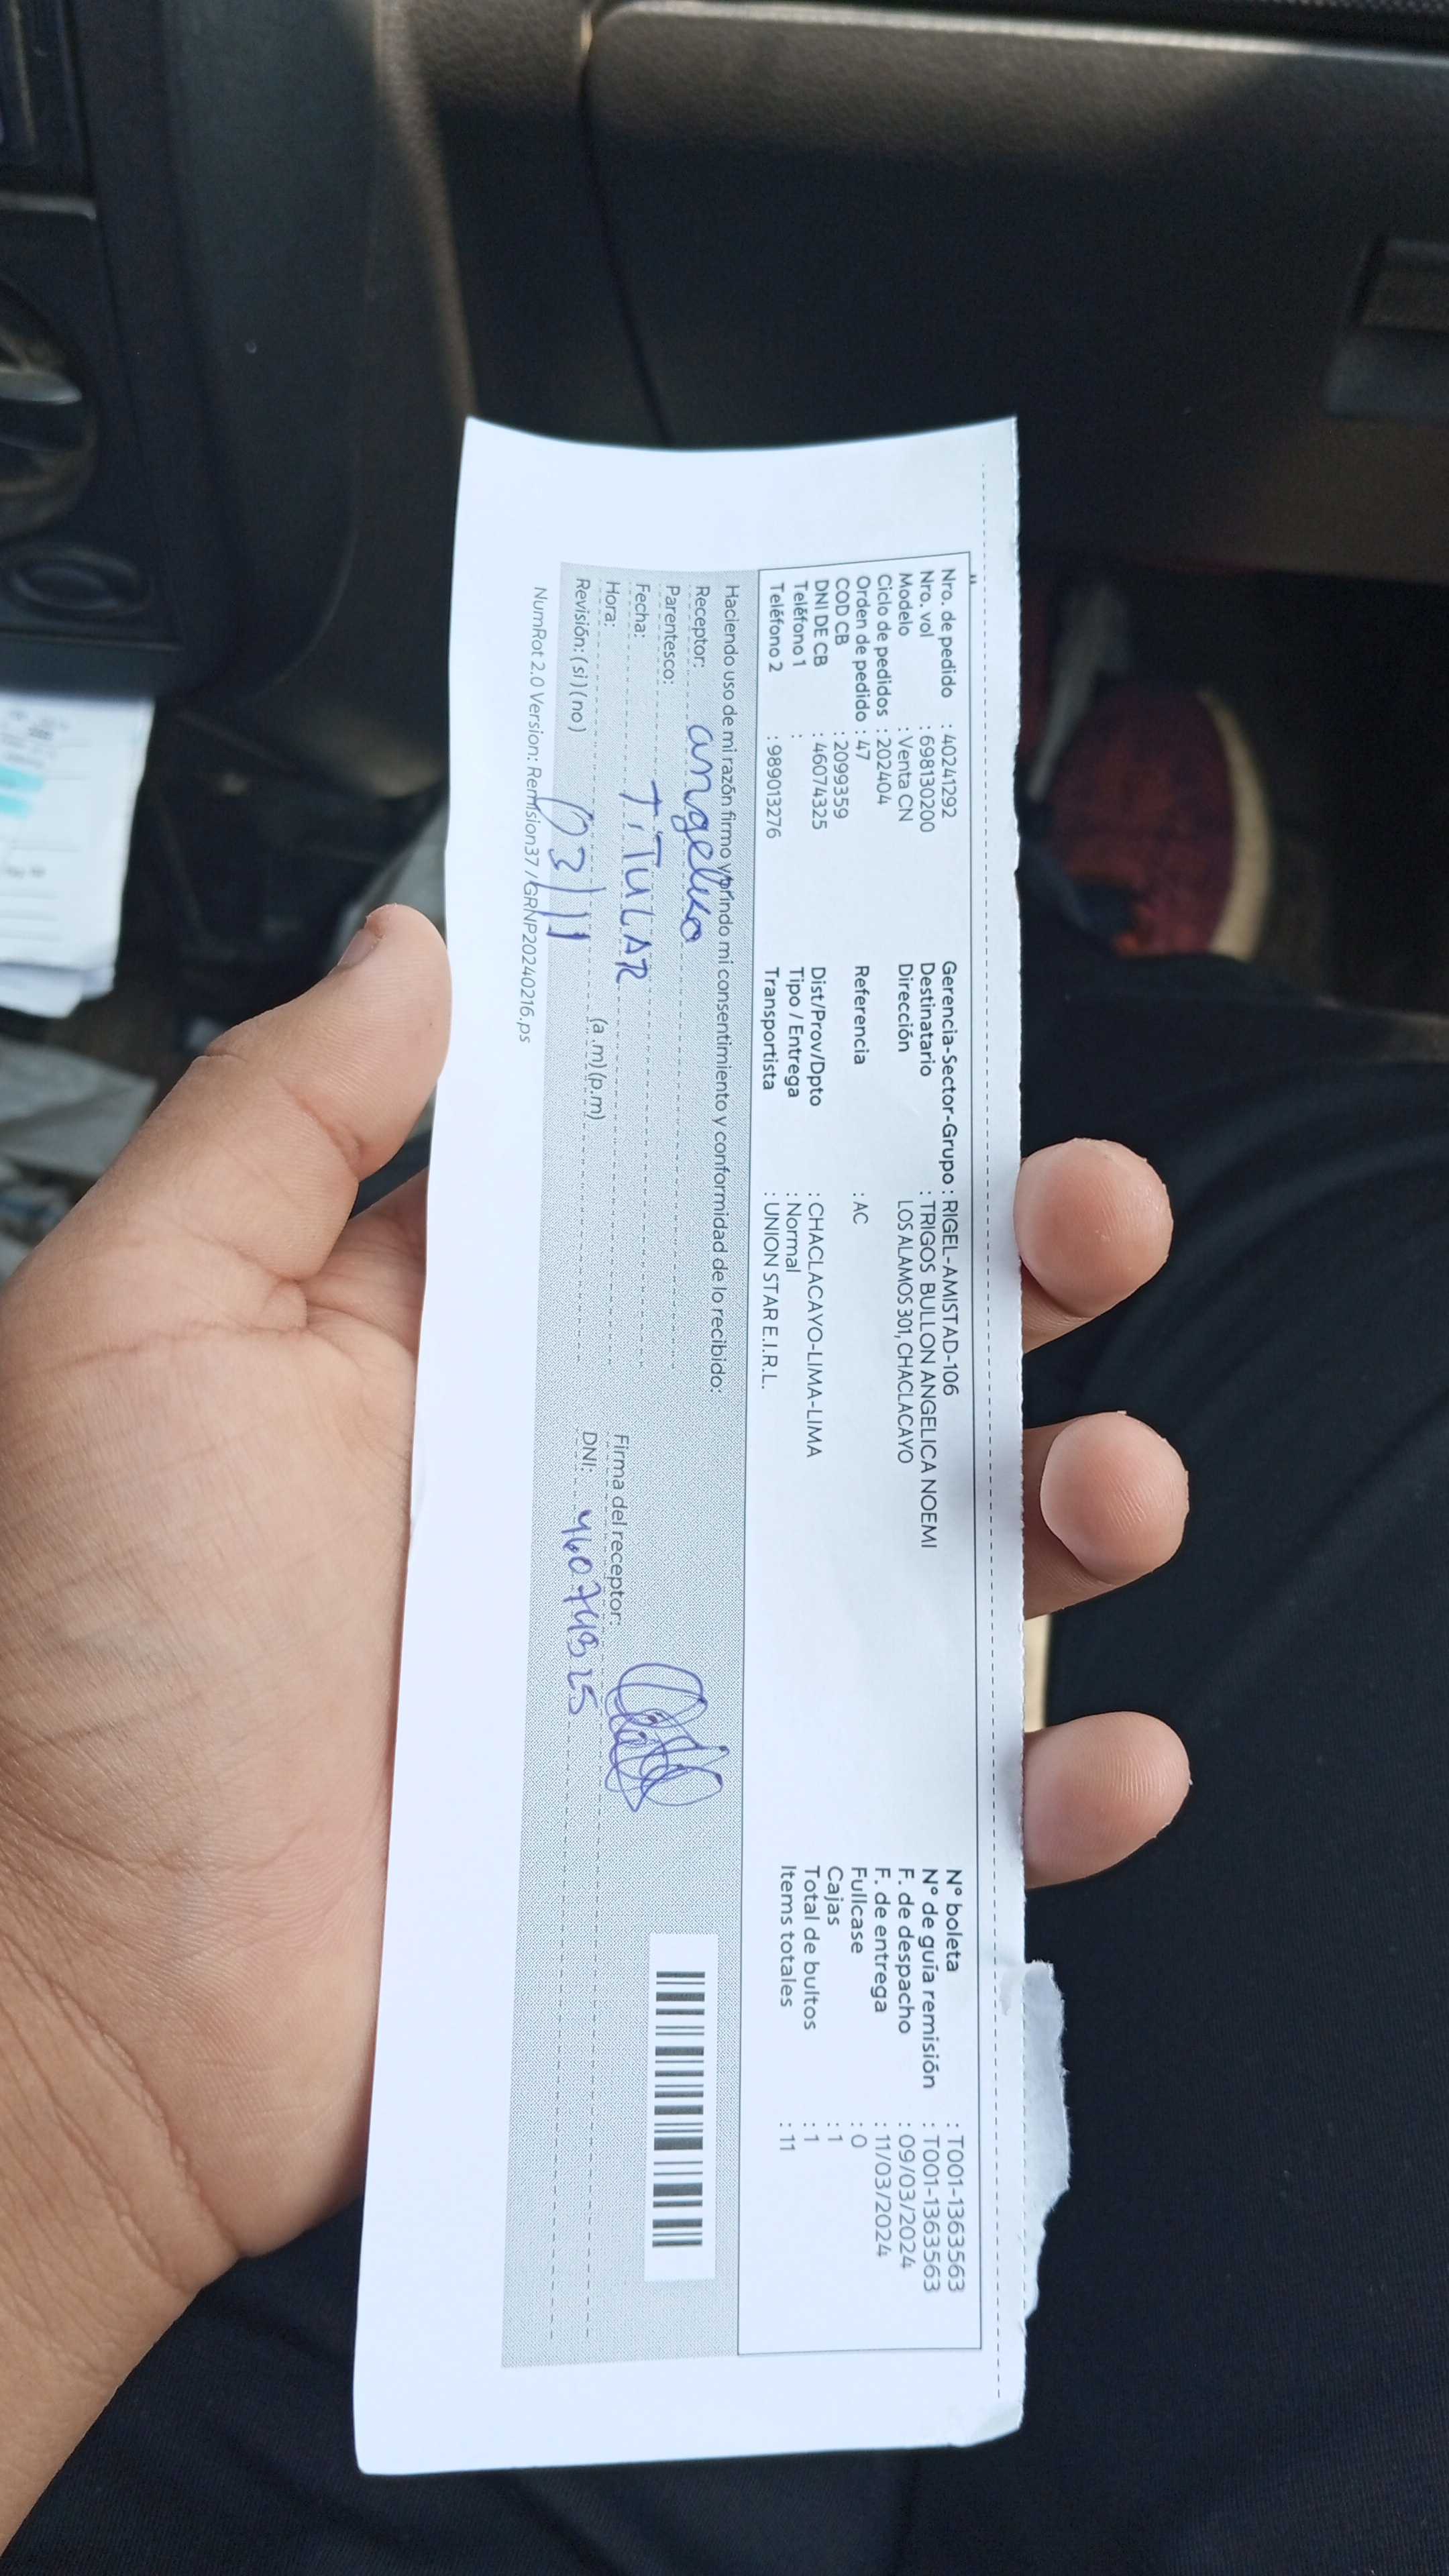 Nro. de pedido : 40241292
Nro. vol : 698130200
Modelo : Venta CN
Ciclo de pedidos : 202404
Orden de pedido : 47
COD CB : 2099359
DNI DE CB : 46074325
Teléfono 1 :
Teléfono 2 : 989013276
Gerencia-Sector-Grupo : RIGEL-AMISTAD-106
Destinatario : TRIGOS BULLON ANGELICA NOEMI
Dirección LOS ALAMOS 301, CHACLACAYO
Referencia : AC
Dist/Prov/Dpto : CHACLACAYO-LIMA-LIMA
Tipo / Entrega : Normal
Transportista : UNION STAR E.I.R.L.
N° boleta : T001-1363563
N° de guía remisión : T001-1363563
F. de despacho : 09/03/2024
F. de entrega : 11/03/2024
Fullcase : 0
Cajas : 1
Total de bultos : 1
Items totales : 11
Haciendo uso de mi razón firmo y brindo mi consentimiento y conformidad de lo recibido:
Receptor:
Parentesco: TITULAR
Fecha: 03/11
Hora: (a.m) (p.m)
Revisión: (si) (no)
Firma del receptor:
DNI: 46074325
NumRot 2.0 Version: Remision37 / GRNP20240216.ps